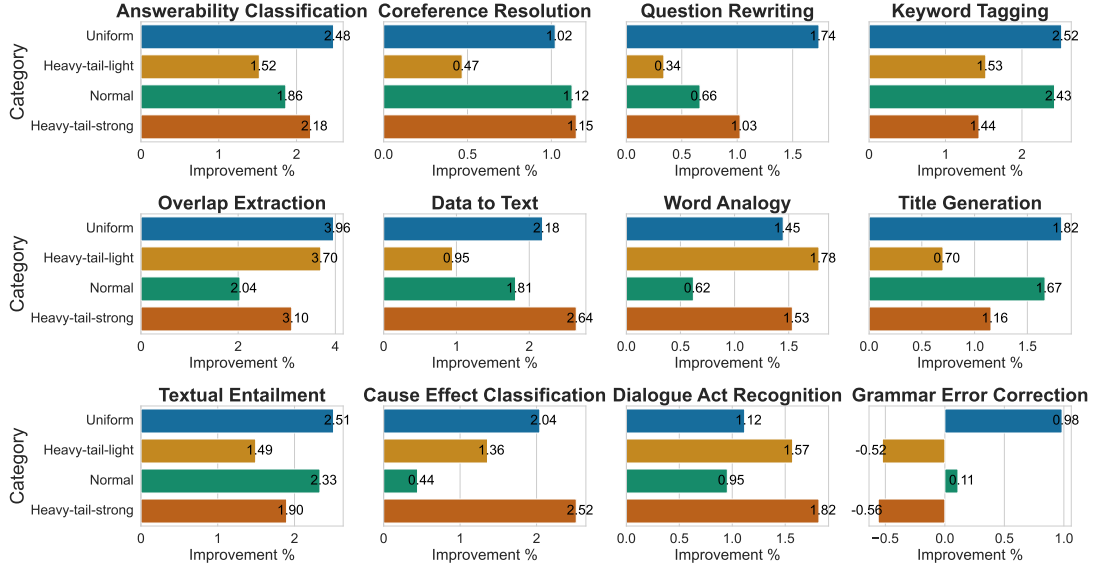 Answerability Classification
Category
Uniform
Heavy-tail-light
Normal
Heavy-tail-strong
2.48
1.52
1.86
2.18
0 1 2
Improvement %
Coreference Resolution
1.02
0.47
1.12
1.15
0.0 0.5 1.0
Improvement %
Question Rewriting
1.74
0.34
0.66
1.03
0.0 0.5 1.0 1.5
Improvement %
Keyword Tagging
2.52
1.53
2.43
1.44
0 1 2
Improvement %
Overlap Extraction
Category
Uniform
Heavy-tail-light
Normal
Heavy-tail-strong
3.96
3.70
2.04
3.10
0 2 4
Improvement %
Data to Text
2.18
0.95
1.81
2.64
0 1 2
Improvement %
Word Analogy
1.45
1.78
0.62
1.53
0.0 0.5 1.0 1.5
Improvement %
Title Generation
1.82
0.70
1.67
1.16
0.0 0.5 1.0 1.5
Improvement %
Textual Entailment
Category
Uniform
Heavy-tail-light
Normal
Heavy-tail-strong
2.51
1.49
2.33
1.90
0 1 2
Improvement %
Cause Effect Classification
2.04
1.36
0.44
2.52
0 1 2
Improvement %
Dialogue Act Recognition
1.12
1.57
0.95
1.82
0.0 0.5 1.0 1.5
Improvement %
Grammar Error Correction
0.98
-0.52
0.11
-0.56
−0.5 0.0 0.5 1.0
Improvement %